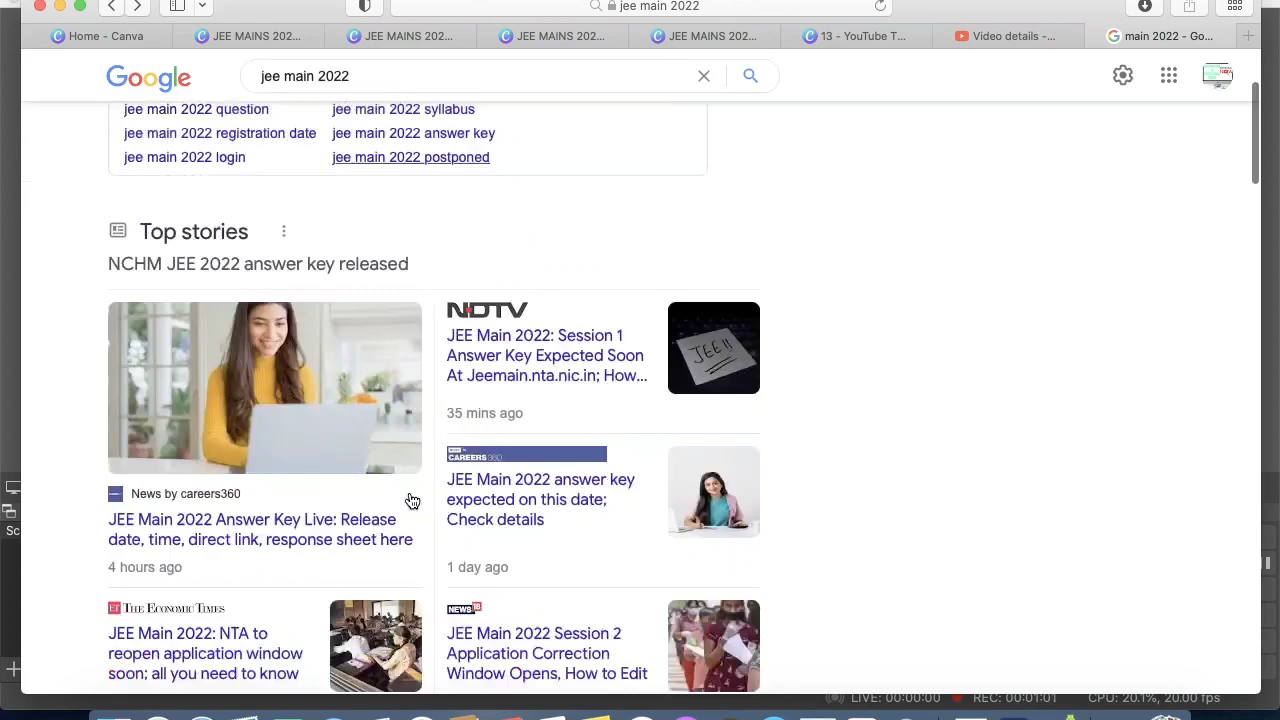 jee main 2022
Home - Canva
JEE MAINS 202...
JEE MAINS 202...
JEE MAINS 202...
JEE MAINS 202...
13 - YouTube T...
Video details -...
main 2022 - Go...
Google
jee main 2022
jee main 2022 question
jee main 2022 syllabus
jee main 2022 registration date
jee main 2022 answer key
jee main 2022 login
jee main 2022 postponed
Top stories
NCHM JEE 2022 answer key released
News by careers360
JEE Main 2022 Answer Key Live: Release
date, time, direct link, response sheet here
4 hours ago
NDTV
JEE Main 2022: Session 1
Answer Key Expected Soon
At Jeemain.nta.nic.in; How...
35 mins ago
JEE !!
CAREERS360
JEE Main 2022 answer key
expected on this date;
Check details
1 day ago
ET THE ECONOMIC TIMES
JEE Main 2022: NTA to
reopen application window
soon; all you need to know
NEWS18
JEE Main 2022 Session 2
Application Correction
Window Opens, How to Edit
Sc
LIVE: 00:00:00
REC: 00:01:01
CPU: 20.1%, 20.00 fps